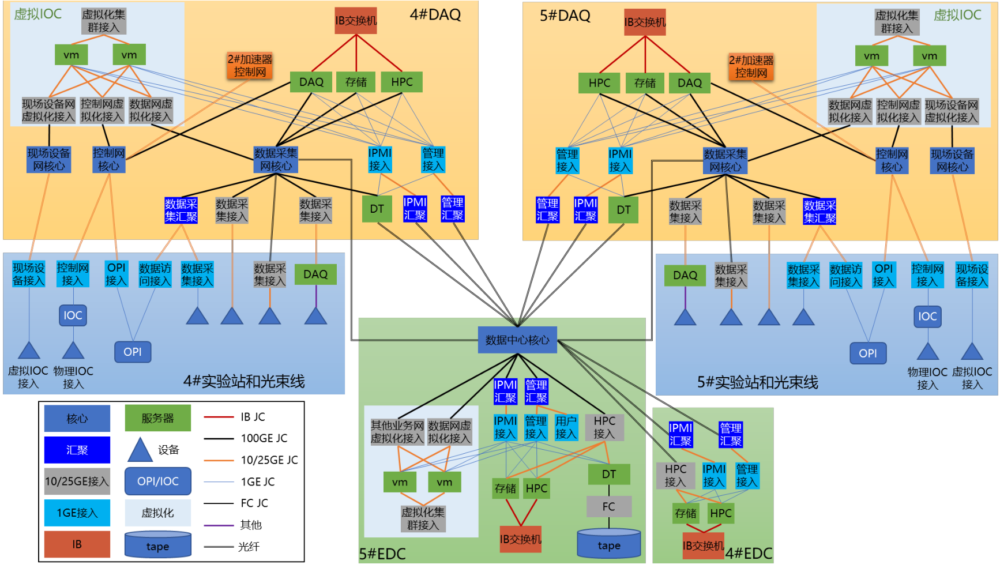 虚拟IOC
虚拟化集
群接入
vm
vm
现场设备网
虚拟化接入
控制网虚
拟化接入
数据网虚
拟化接入
2#加速器
控制网
IB交换机
4#DAQ
DAQ
存储
HPC
现场设备
网核心
控制网
核心
数据采集
网核心
IPMI
接入
管理
接入
数据采
集汇聚
数据采
集接入
数据采
集接入
DT
IPMI
汇聚
管理
汇聚
5#DAQ
IB交换机
2#加速器
控制网
虚拟化集
群接入
虚拟IOC
vm
vm
HPC
存储
DAQ
数据网虚
拟化接入
控制网虚
拟化接入
现场设备网
虚拟化接入
管理
接入
IPMI
接入
数据采集
网核心
控制网
核心
现场设备
网核心
管理
汇聚
IPMI
汇聚
DT
数据采
集接入
数据采
集接入
数据采
集汇聚
现场设
备接入
控制网
接入
OPI
接入
数据访
问接入
数据采
集接入
数据采
集接入
DAQ
IOC
OPI
虚拟IOC
接入
物理IOC
接入
4#实验站和光束线
DAQ
数据采
集接入
数据采
集接入
数据访
问接入
OPI
接入
控制网
接入
现场设
备接入
IOC
OPI
物理IOC
接入
虚拟IOC
接入
5#实验站和光束线
数据中心核心
IPMI
汇聚
管理
汇聚
其他业务网
虚拟化接入
数据网虚
拟化接入
IPMI
接入
管理
接入
用户
接入
HPC
接入
vm
vm
存储
HPC
DT
虚拟化集
群接入
FC
IB交换机
tape
5#EDC
IPMI
汇聚
管理
汇聚
HPC
接入
IPMI
接入
管理
接入
存储
HPC
IB交换机
4#EDC
核心
服务器
IB JC
汇聚
设备
100GE JC
10/25GE接入
OPI/IOC
10/25GE JC
1GE JC
1GE接入
虚拟化
FC JC
其他
IB
tape
光纤